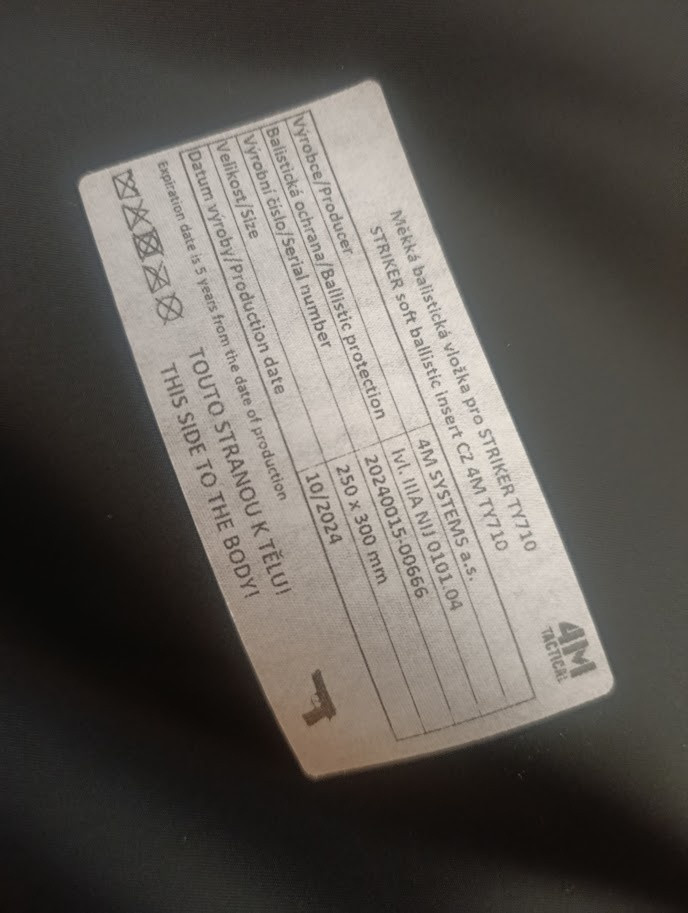 4M
TACTICAL
Měkká balistická vložka pro STRIKER TY710
STRIKER soft ballistic insert CZ 4M TY710
Výrobce/Producer 4M SYSTEMS a.s.
Balistická ochrana/Ballistic protection lvl. IIIA NIJ 0101.04
Výrobní číslo/Serial number 20240015-00666
Velikost/Size 250 x 300 mm
Datum výroby/Production date 10/2024
Expiration date is 5 years from the date of production
TOUTO STRANOU K TĚLU!
THIS SIDE TO THE BODY!